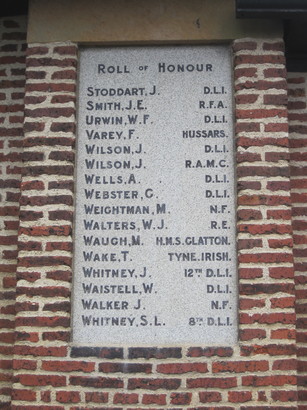 ROLL OF HONOUR
STODDART, J. D.L.I.
SMITH, J.E. R.F.A.
URWIN, W.F. D.L.I.
VAREY, F. HUSSARS.
WILSON, J. D.L.I.
WILSON, J. R.A.M.C.
WELLS, A. D.L.I.
WEBSTER, G. D.L.I.
WEIGHTMAN, M. N.F.
WALTERS, W.J. R.E.
WAUGH, M. H.M.S. GLATTON.
WAKE, T. TYNE. IRISH.
WHITNEY, J. 12TH D.L.I.
WAISTELL, W. D.L.I.
WALKER J. N.F.
WHITNEY, S.L. 8TH D.L.I.